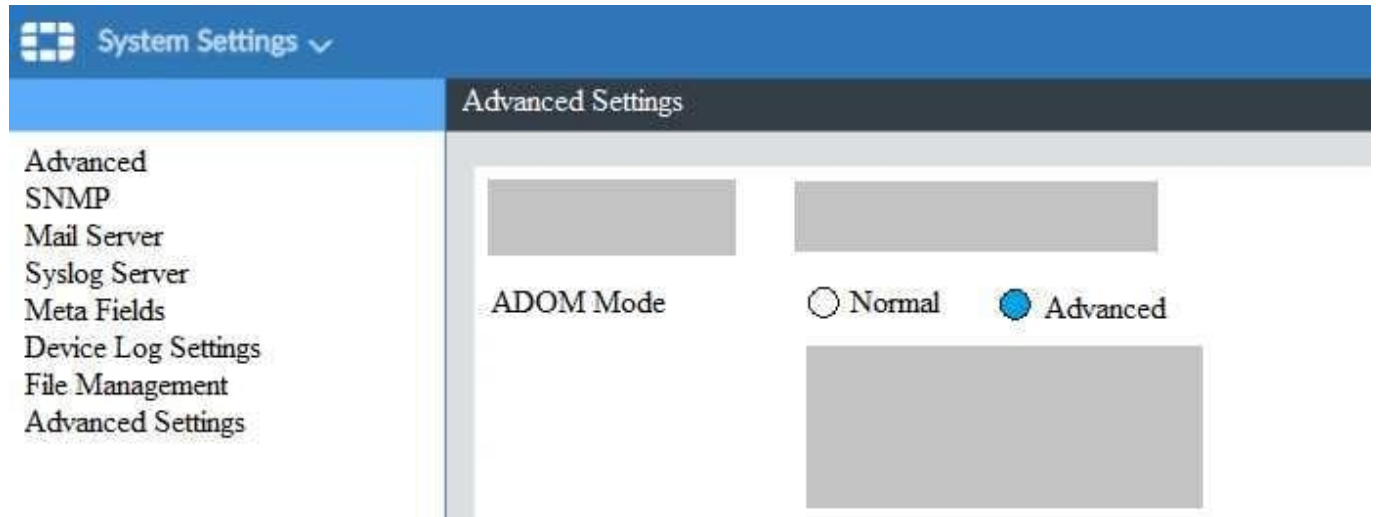 System Settings
Advanced Settings
Advanced
SNMP
Mail Server
Syslog Server
Meta Fields
Device Log Settings
File Management
Advanced Settings
ADOM Mode
Normal
Advanced